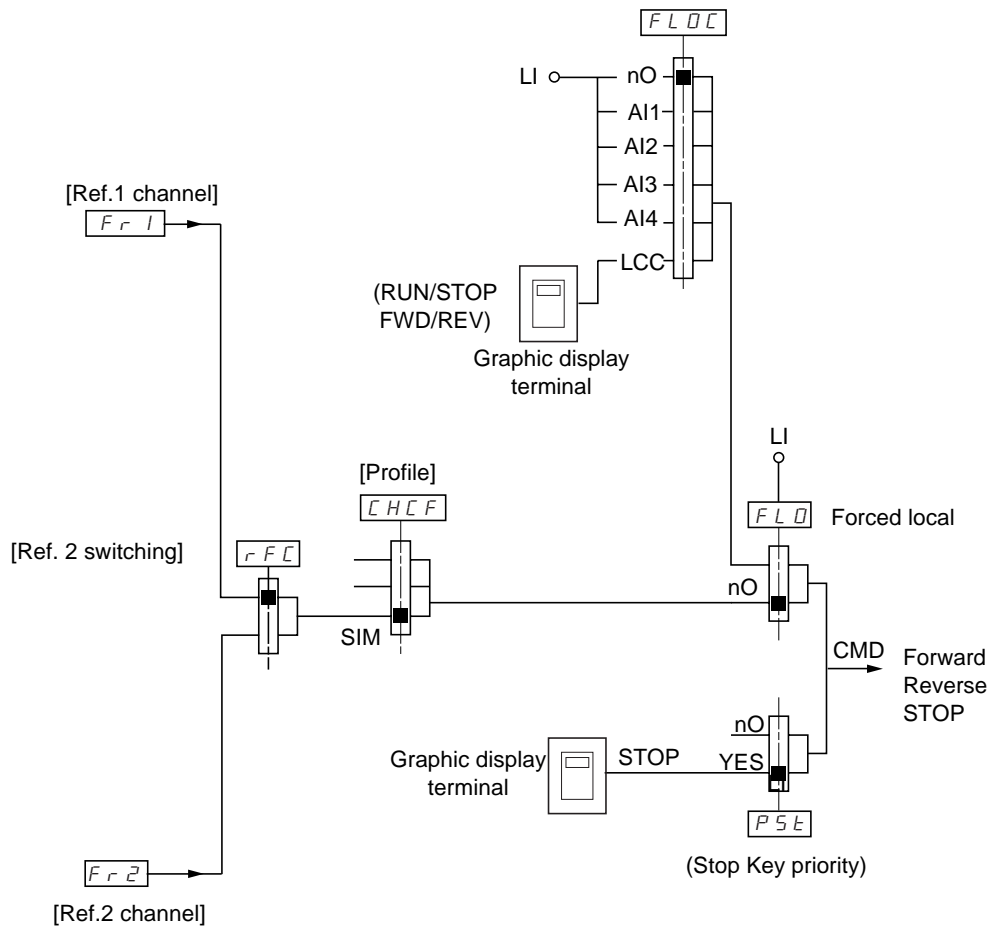 FLOC
LI
nO
AI1
AI2
AI3
AI4
LCC
[Ref.1 channel]
Fr1
(RUN/STOP
FWD/REV)
Graphic display
terminal
LI
[Profile]
CHCF
FLO
Forced local
[Ref. 2 switching]
rFC
nO
SIM
CMD
Forward
Reverse
STOP
nO
Graphic display
terminal
STOP
YES
LI
PSt
(Stop Key priority)
Fr2
[Ref.2 channel]